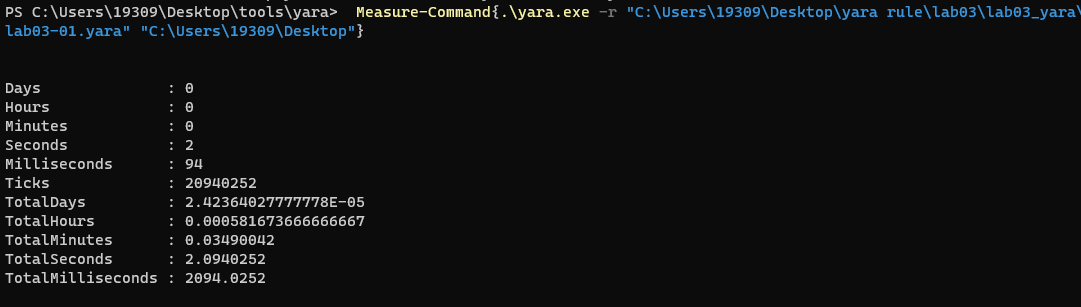 PS C:\Users\19309\Desktop\tools\yara>  Measure-Command{.\yara.exe -r "C:\Users\19309\Desktop\yara rule\lab03\lab03_yara\
lab03-01.yara" "C:\Users\19309\Desktop"}
Days              : 0
Hours             : 0
Minutes           : 0
Seconds           : 2
Milliseconds      : 94
Ticks             : 20940252
TotalDays         : 2.42364027777778E-05
TotalHours        : 0.000581673666666667
TotalMinutes      : 0.03490042
TotalSeconds      : 2.0940252
TotalMilliseconds : 2094.0252